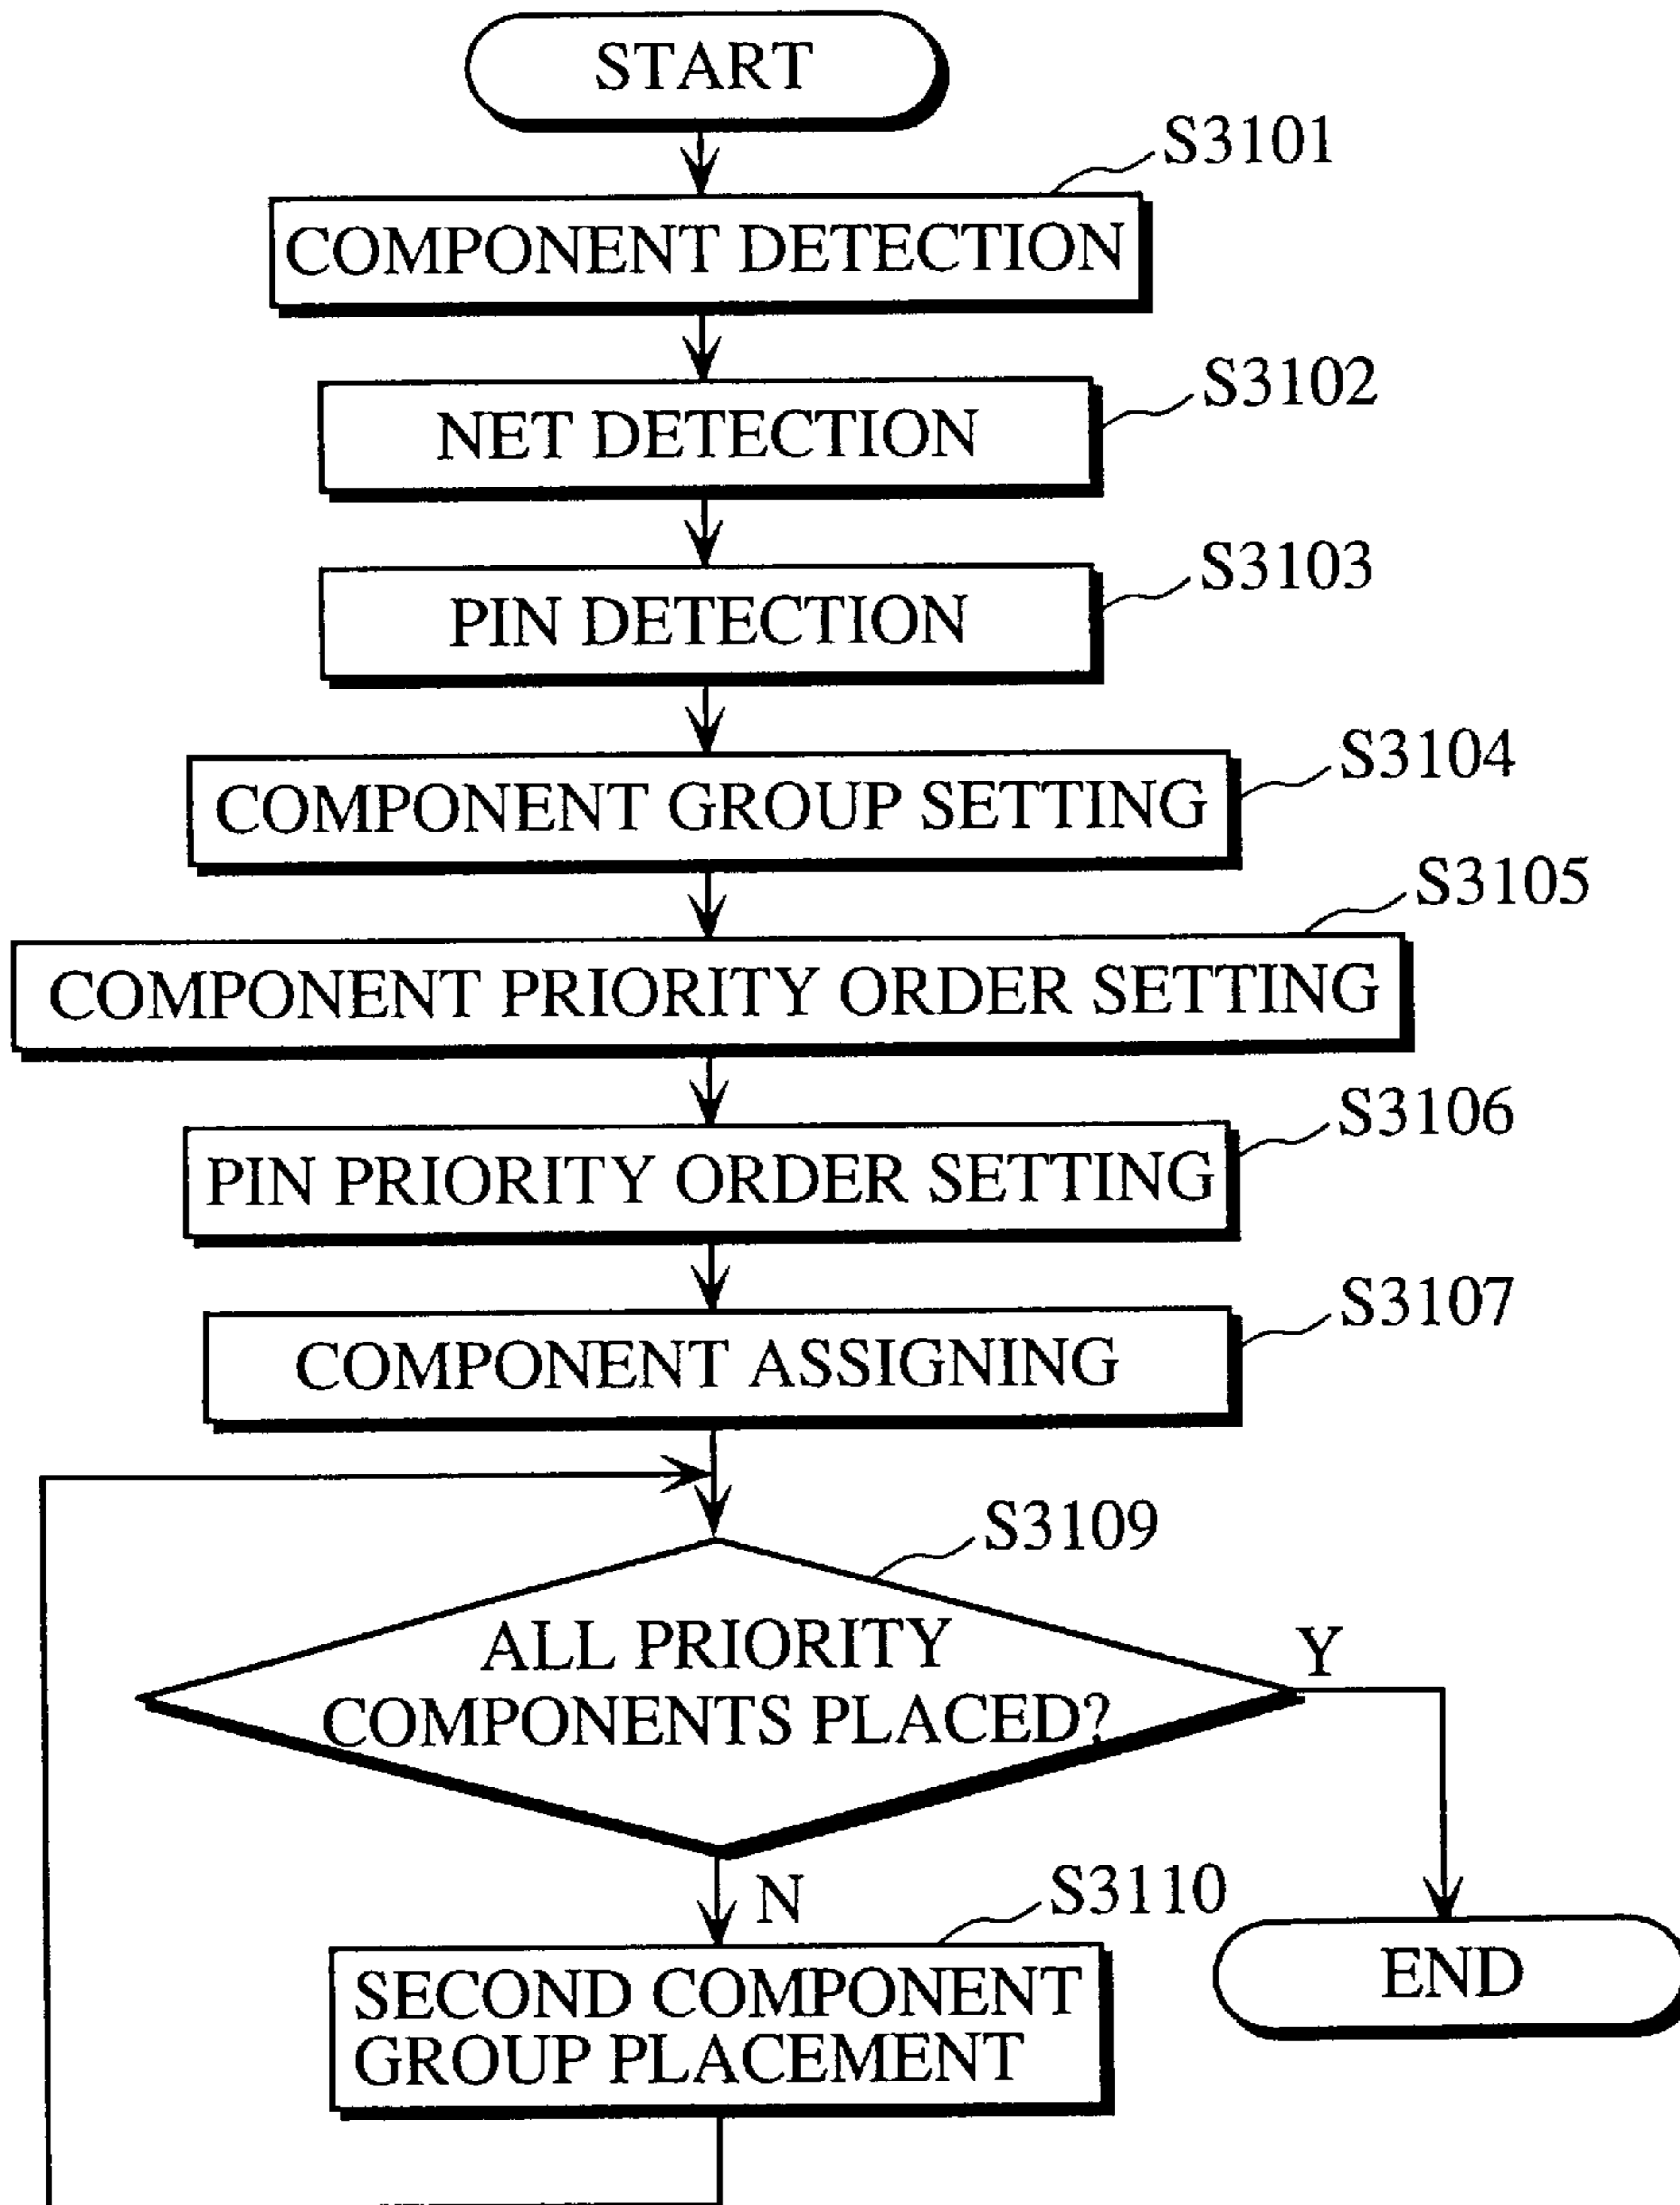 START
S3101
COMPONENT DETECTION
S3102
NET DETECTION
S3103
PIN DETECTION
S3104
COMPONENT GROUP SETTING
S3105
COMPONENT PRIORITY ORDER SETTING
S3106
PIN PRIORITY ORDER SETTING
S3107
COMPONENT ASSIGNING
S3109
ALL PRIORITY
COMPONENTS PLACED?
Y
N
S3110
SECOND COMPONENT
GROUP PLACEMENT
END